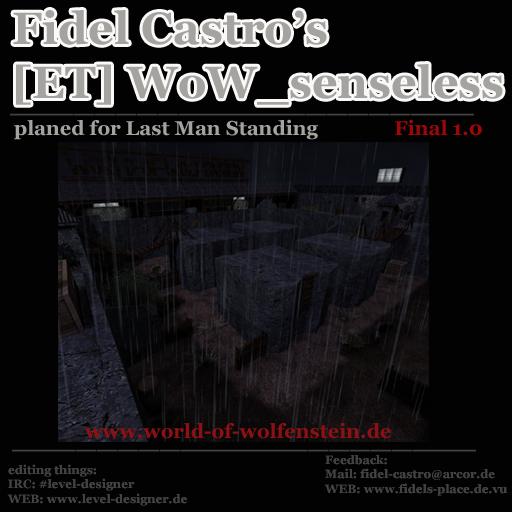 Fidel Castro's
[ET] WoW_senseless
planed for Last Man Standing Final 1.0
www.world-of-wolfenstein.de
editing things:
IRC: #level-designer
WEB: www.level-designer.de
Feedback:
Mail: fidel-castro@arcor.de
WEB: www.fidels-place.de.vu